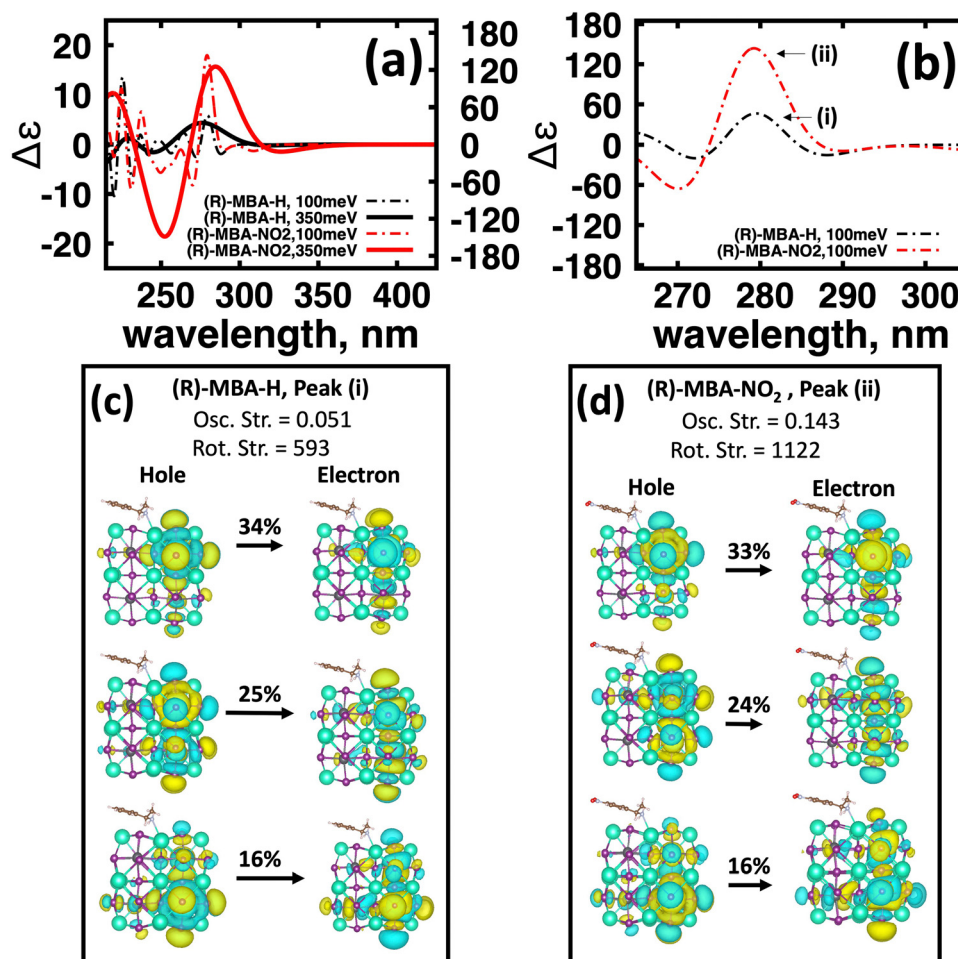 (a)
20
10
0
-10
-20
Δε
180
120
60
0
-60
-120
-180
(R)-MBA-H, 100meV
(R)-MBA-H, 350meV
(R)-MBA-NO2,100meV
(R)-MBA-NO2,350meV
250 300 350 400
wavelength, nm
(b)
180
120
60
0
-60
-120
-180
Δε
(ii)
(i)
(R)-MBA-H, 100meV
(R)-MBA-NO2,100meV
270 280 290 300
wavelength, nm
(c)
(R)-MBA-H, Peak (i)
Osc. Str. = 0.051
Rot. Str. = 593
Hole Electron
34%
25%
16%
(d)
(R)-MBA-NO₂ , Peak (ii)
Osc. Str. = 0.143
Rot. Str. = 1122
Hole Electron
33%
24%
16%